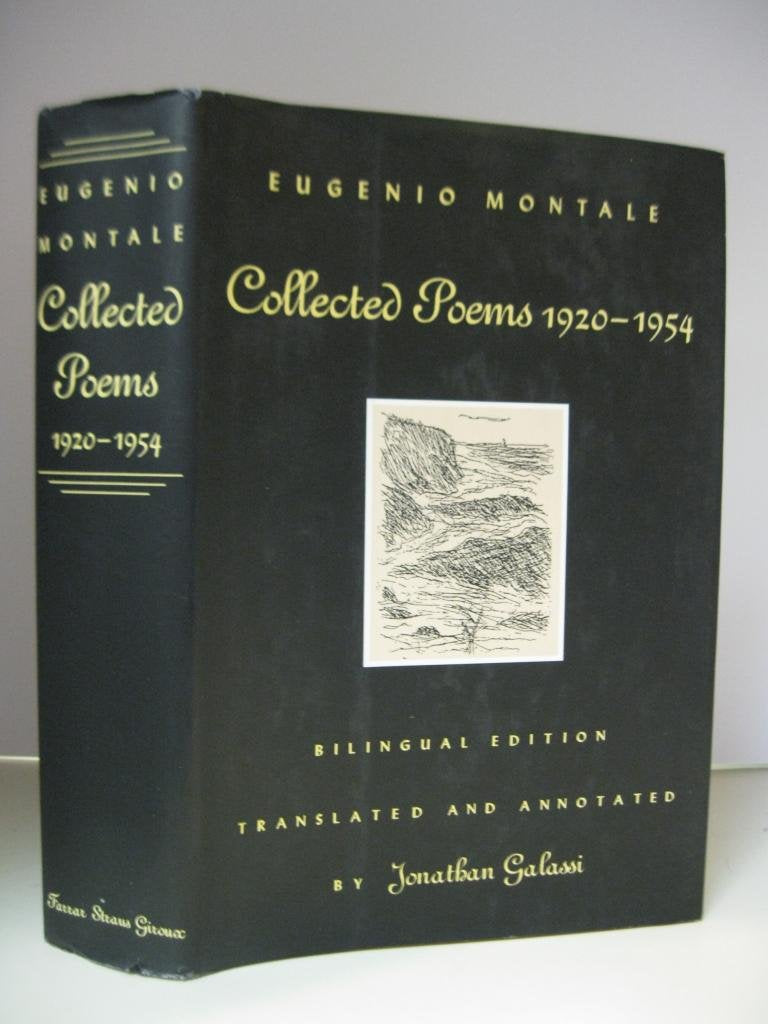 EUGENIO
MONTALE
Collected
Poems
1920–1954
Farrar Straus Giroux
EUGENIO MONTALE
Collected Poems 1920–1954
BILINGUAL EDITION
TRANSLATED AND ANNOTATED
BY Jonathan Galassi